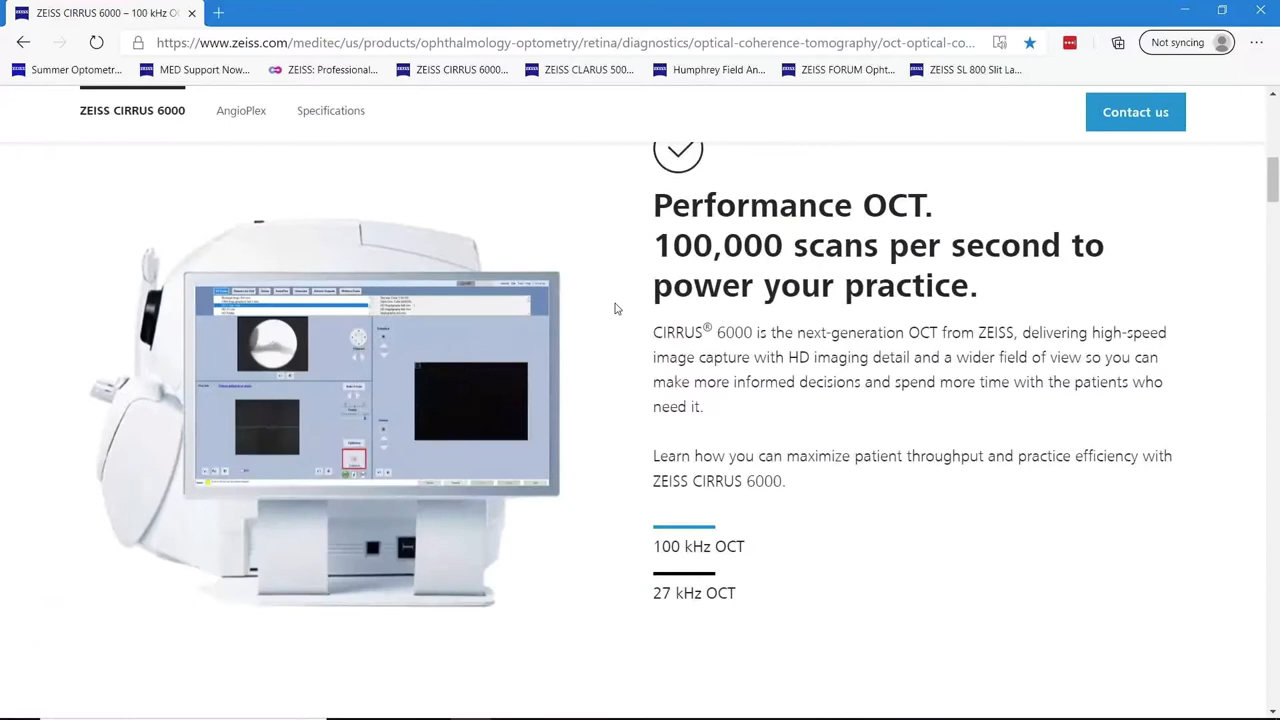 ZEISS CIRRUS 6000 – 100 kHz O
https://www.zeiss.com/meditec/us/products/ophthalmology-optometry/retina/diagnostics/optical-coherence-tomography/oct-optical-co...
Not syncing
Summer Optometr...
MED Support Now...
ZEISS: Professional...
ZEISS CIRRUS 6000...
ZEISS CLARUS 500...
Humphrey Field An...
ZEISS FORUM Opht...
ZEISS SL 800 Slit La...
ZEISS CIRRUS 6000
AngioPlex
Specifications
Contact us
Performance OCT.
100,000 scans per second to
power your practice.
CIRRUS® 6000 is the next-generation OCT from ZEISS, delivering high-speed
image capture with HD imaging detail and a wider field of view so you can
make more informed decisions and spend more time with the patients who
need it.
Learn how you can maximize patient throughput and practice efficiency with
ZEISS CIRRUS 6000.
100 kHz OCT
27 kHz OCT